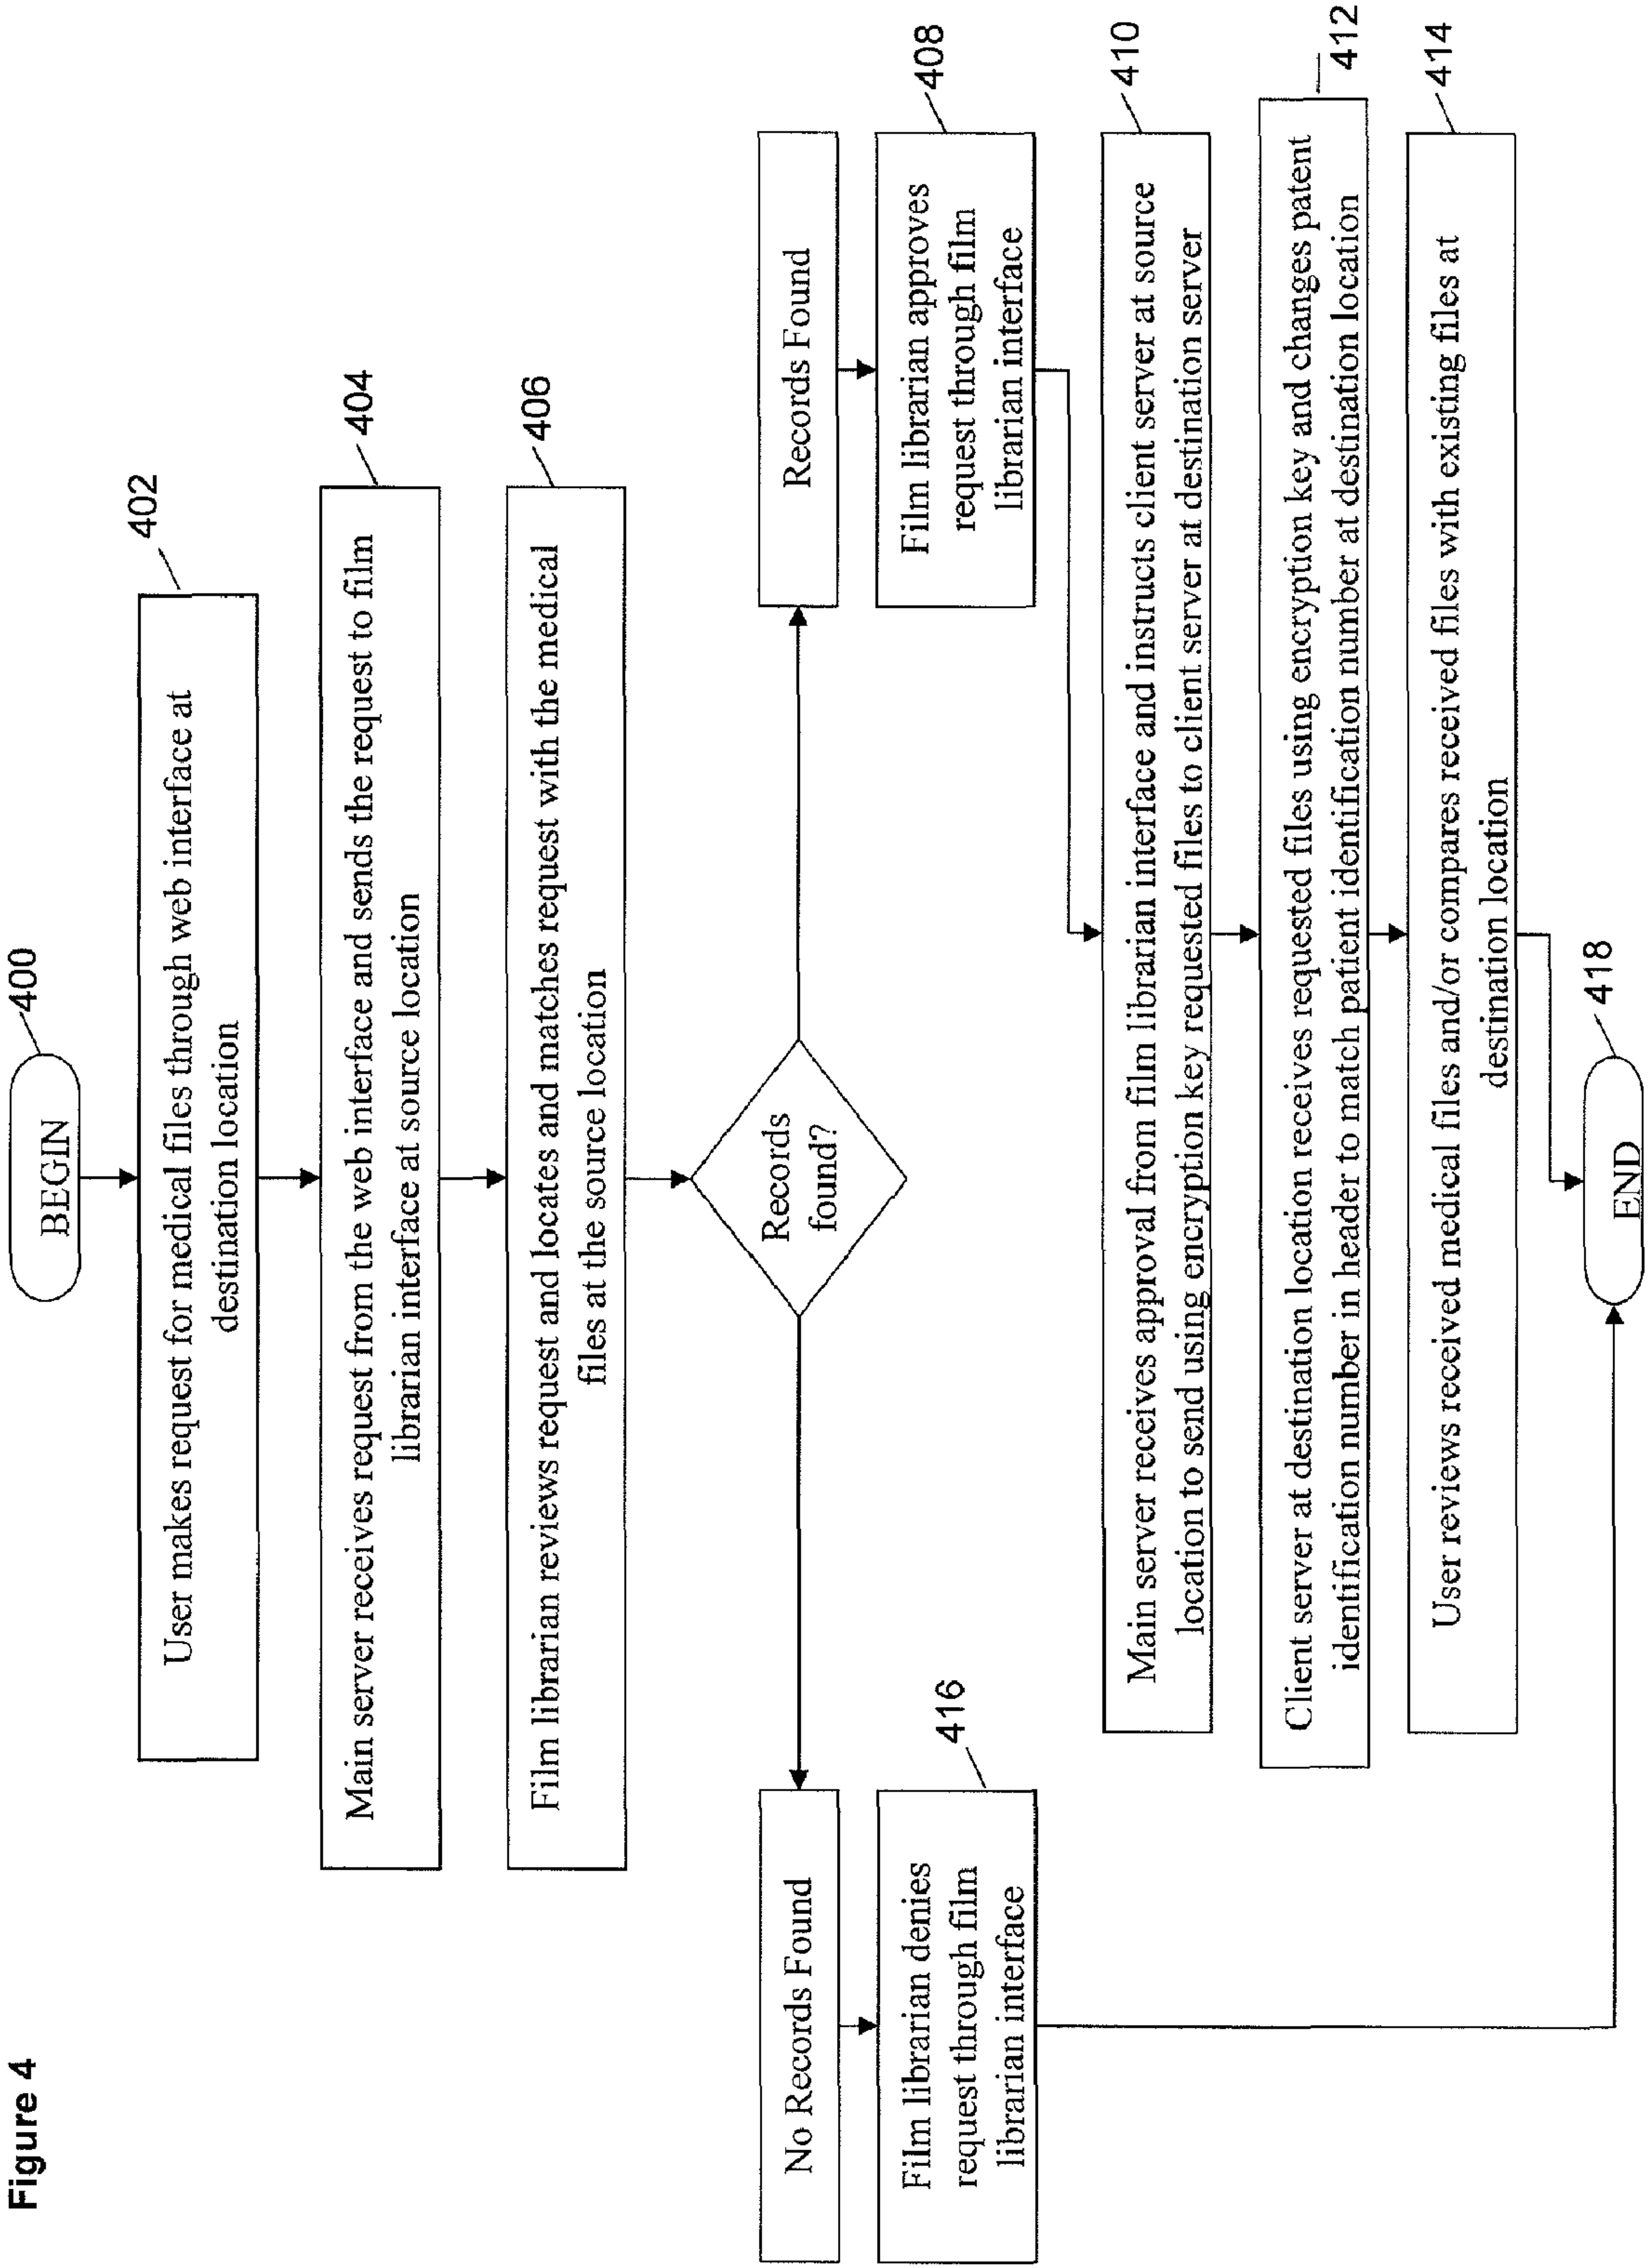 Figure 4
BEGIN
400
User makes request for medical files through web interface at
destination location
402
Main server receives request from the web interface and sends the request to film
librarian interface at source location
404
Film librarian reviews request and locates and matches request with the medical
files at the source location
406
Records
found?
No Records Found
Records Found
Film librarian denies
request through film
librarian interface
416
Film librarian approves
request through film
librarian interface
408
Main server receives approval from film librarian interface and instructs client server at source
location to send using encryption key requested files to client server at destination server
410
Client server at destination location receives requested files using encryption key and changes patent
identification number in header to match patient identification number at destination location
412
User reviews received medical files and/or compares received files with existing files at
destination location
414
END
418